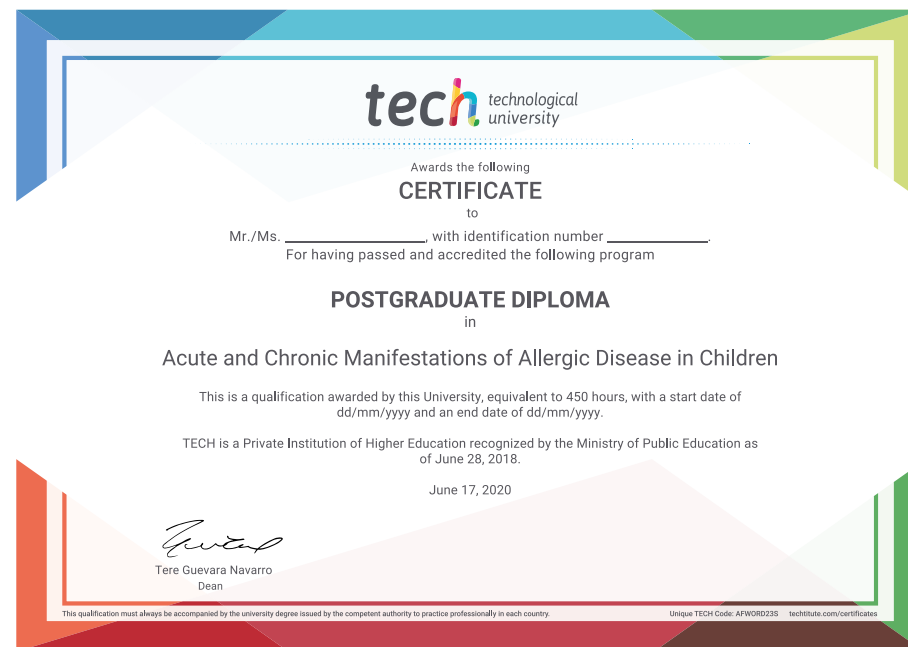 tech technological
university
Awards the following
CERTIFICATE
to
Mr./Ms. ____________________, with identification number ______________.
For having passed and accredited the following program
POSTGRADUATE DIPLOMA
in
Acute and Chronic Manifestations of Allergic Disease in Children
This is a qualification awarded by this University, equivalent to 450 hours, with a start date of
dd/mm/yyyy and an end date of dd/mm/yyyy.
TECH is a Private Institution of Higher Education recognized by the Ministry of Public Education as
of June 28, 2018.
June 17, 2020
Tere Guevara Navarro
Dean
This qualification must always be accompanied by the university degree issued by the competent authority to practice professionally in each country. Unique TECH Code: AFWORD23S techtitute.com/certificates